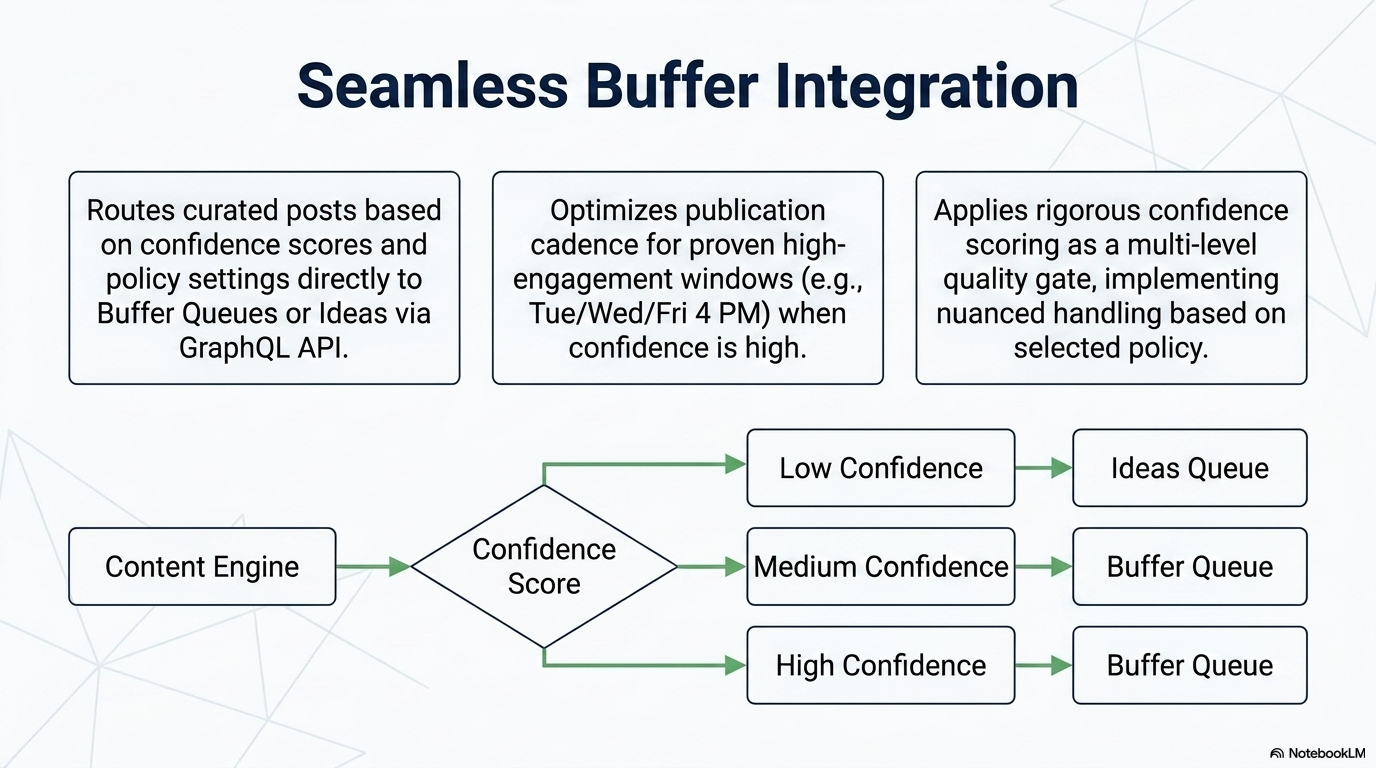 Seamless Buffer Integration
Routes curated posts based
on confidence scores and
policy settings directly to
Buffer Queues or Ideas via
GraphQL API.
Optimizes publication
cadence for proven high-
engagement windows (e.g.,
Tue/Wed/Fri 4 PM) when
confidence is high.
Applies rigorous confidence
scoring as a multi-level
quality gate, implementing
nuanced handling based on
selected policy.
Content Engine
Confidence
Score
Low Confidence
Ideas Queue
Medium Confidence
Buffer Queue
High Confidence
Buffer Queue
NotebookLM